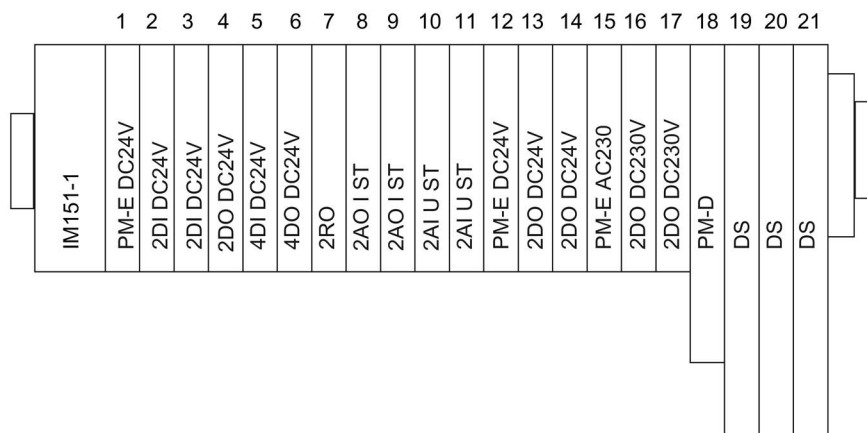 1 2 3 4 5 6 7 8 9 10 11 12 13 14 15 16 17 18 19 20 21
IM151-1
PM-E DC24V
2DI DC24V
2DI DC24V
2DO DC24V
4DI DC24V
4DO DC24V
2RO
2AO I ST
2AO I ST
2AI U ST
2AI U ST
PM-E DC24V
2DO DC24V
2DO DC24V
PM-E AC230
2DO DC230V
2DO DC230V
PM-D
DS
DS
DS